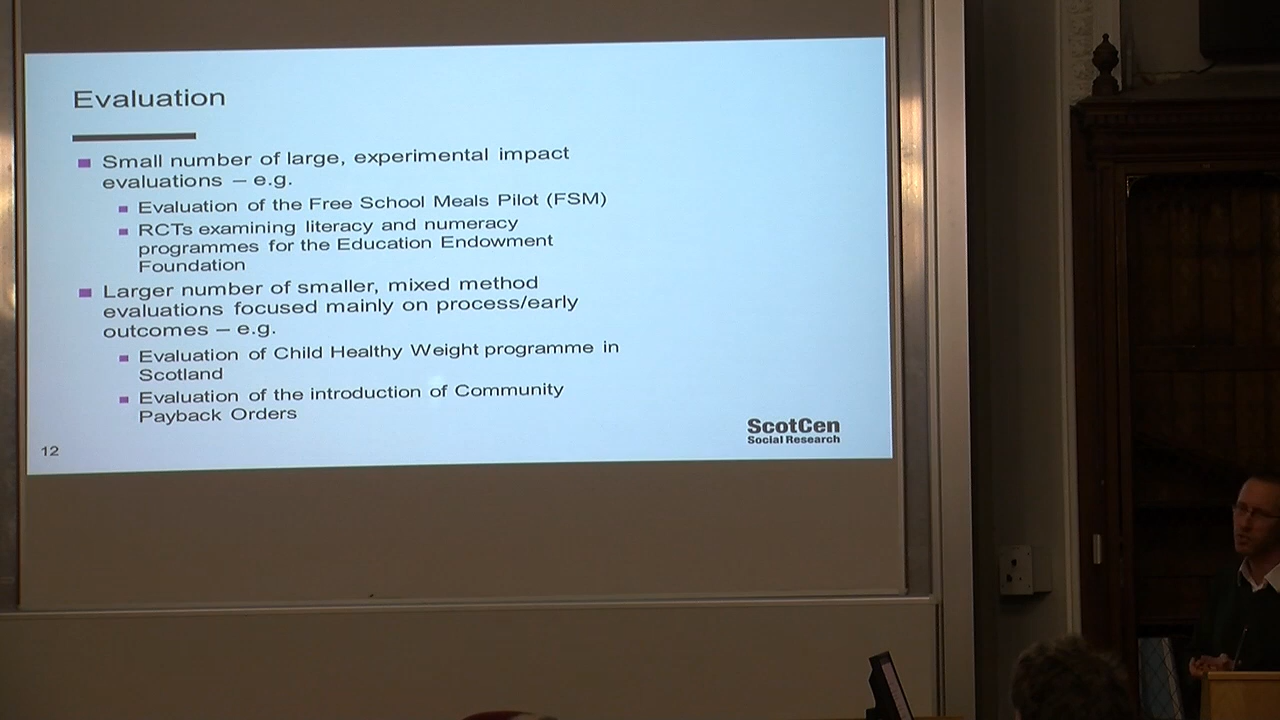 Evaluation
Small number of large, experimental impact
evaluations – e.g.
Evaluation of the Free School Meals Pilot (FSM)
RCTs examining literacy and numeracy
programmes for the Education Endowment
Foundation
Larger number of smaller, mixed method
evaluations focused mainly on process/early
outcomes – e.g.
Evaluation of Child Healthy Weight programme in
Scotland
Evaluation of the introduction of Community
Payback Orders
ScotCen
Social Research
12